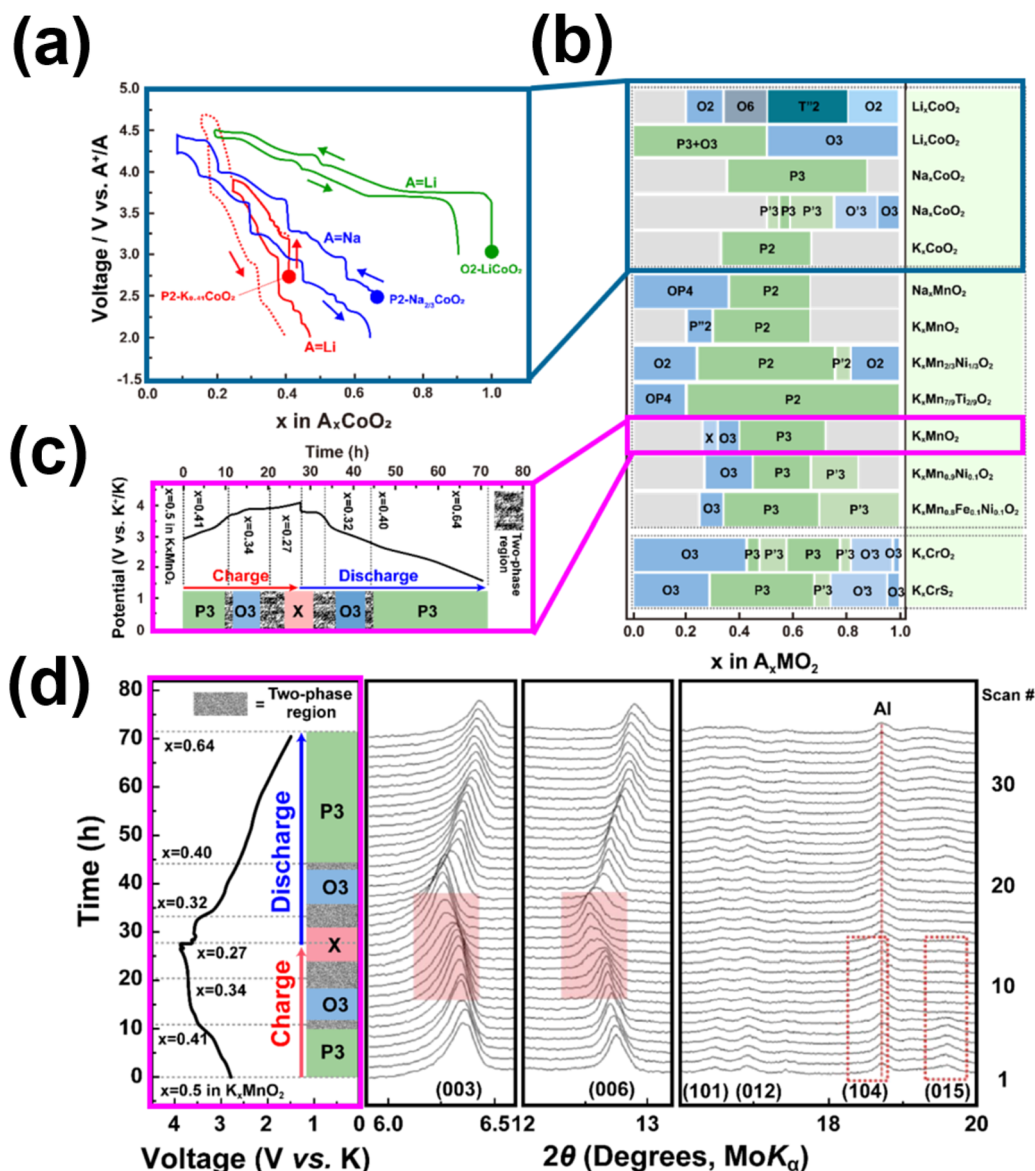 (a)
5.0
4.5
4.0
3.5
3.0
2.5
2.0
-1.5
Voltage / V vs. A⁺/A
A=Li
A=Na
O2-LiCoO₂
P2-K₀.₄₁CoO₂
P2-Na₂/₃CoO₂
A=Li
0.0 0.2 0.4 0.6 0.8 1.0
x in AₓCoO₂
(b)
O2 O6 T"2 O2 LiₓCoO₂
P3+O3 O3 LiₓCoO₂
P3 NaₓCoO₂
P'3 P3 P'3 O'3 O3 NaₓCoO₂
P2 KₓCoO₂
OP4 P2 NaₓMnO₂
P"2 P2 KₓMnO₂
O2 P2 P'2 O2 KₓMn₂/₃Ni₁/₃O₂
OP4 P2 KₓMn₇/₉Ti₂/₉O₂
X O3 P3 KₓMnO₂
O3 P3 P'3 KₓMn₀.₉Ni₀.₁O₂
O3 P3 P'3 KₓMn₀.₈Fe₀.₁Ni₀.₁O₂
O3 P3 P'3 P3 P'3 O'3 O3 KₓCrO₂
O3 P3 P'3 O'3 O3 KₓCrS₂
0.0 0.2 0.4 0.6 0.8 1.0
x in AₓMO₂
(c)
Time (h)
0 10 20 30 40 50 60 70 80
Potential (V vs. K⁺/K)
4
3
2
1
0
x=0.5 in KxMnO₂
x=0.41
x=0.34
x=0.27
x=0.32
x=0.40
x=0.64
Two-phase
region
Charge Discharge
P3 O3 X O3 P3
(d)
Time (h)
80
70
60
50
40
30
20
10
0
= Two-phase
region
x=0.64
x=0.40
x=0.32
x=0.27
x=0.34
x=0.41
x=0.5 in KₓMnO₂
Discharge
Charge
P3
O3
X
O3
P3
4 3 2 1 0
Voltage (V vs. K)
(003)
6.0 6.5
(006)
12 13
Al
(101) (012) (104) (015)
18 20
Scan #
30
20
10
1
2θ (Degrees, MoKα)